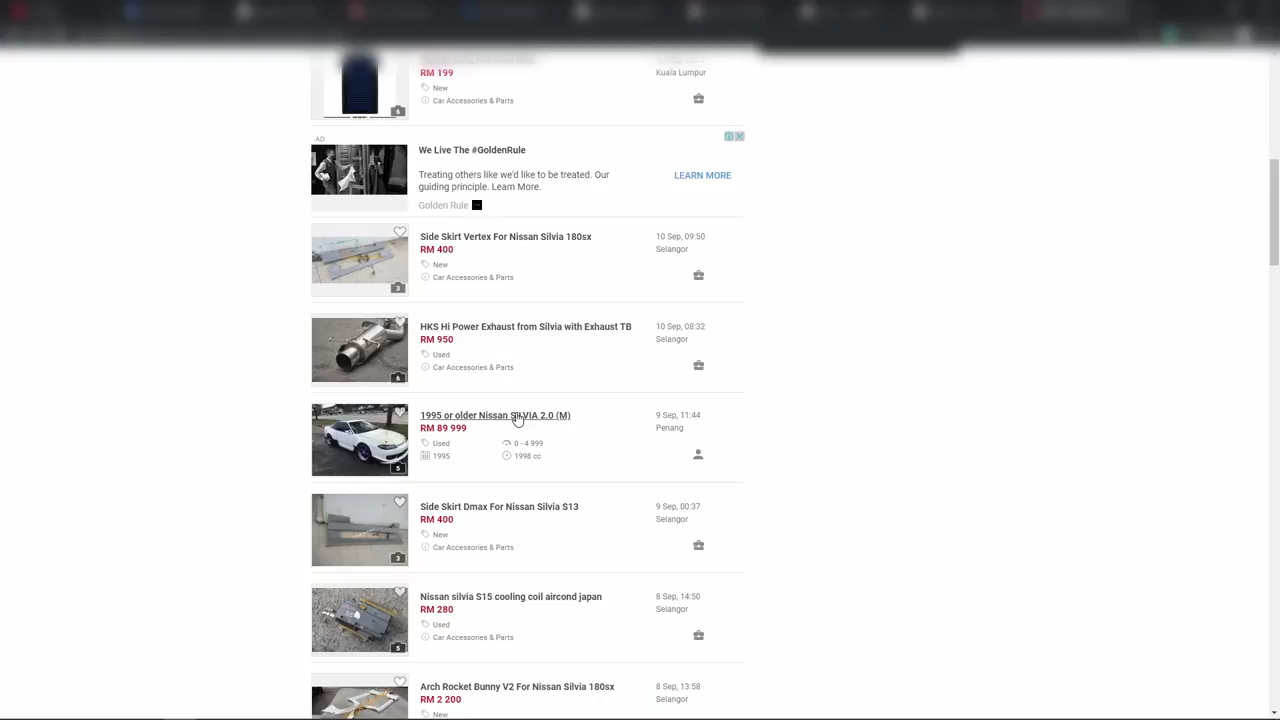 RM 199
Kuala Lumpur
New
Car Accessories & Parts
6
AD
We Live The #GoldenRule
Treating others like we'd like to be treated. Our
guiding principle. Learn More.
LEARN MORE
Golden Rule
Side Skirt Vertex For Nissan Silvia 180sx
10 Sep, 09:50
RM 400
Selangor
New
Car Accessories & Parts
3
HKS Hi Power Exhaust from Silvia with Exhaust TB
10 Sep, 08:32
RM 950
Selangor
Used
Car Accessories & Parts
6
1995 or older Nissan SILVIA 2.0 (M)
9 Sep, 11:44
RM 89 999
Penang
Used
0 - 4 999
1995
1998 cc
5
Side Skirt Dmax For Nissan Silvia S13
9 Sep, 00:37
RM 400
Selangor
New
Car Accessories & Parts
3
Nissan silvia S15 cooling coil aircond japan
8 Sep, 14:50
RM 280
Selangor
Used
Car Accessories & Parts
5
Arch Rocket Bunny V2 For Nissan Silvia 180sx
8 Sep, 13:58
RM 2 200
Selangor
New